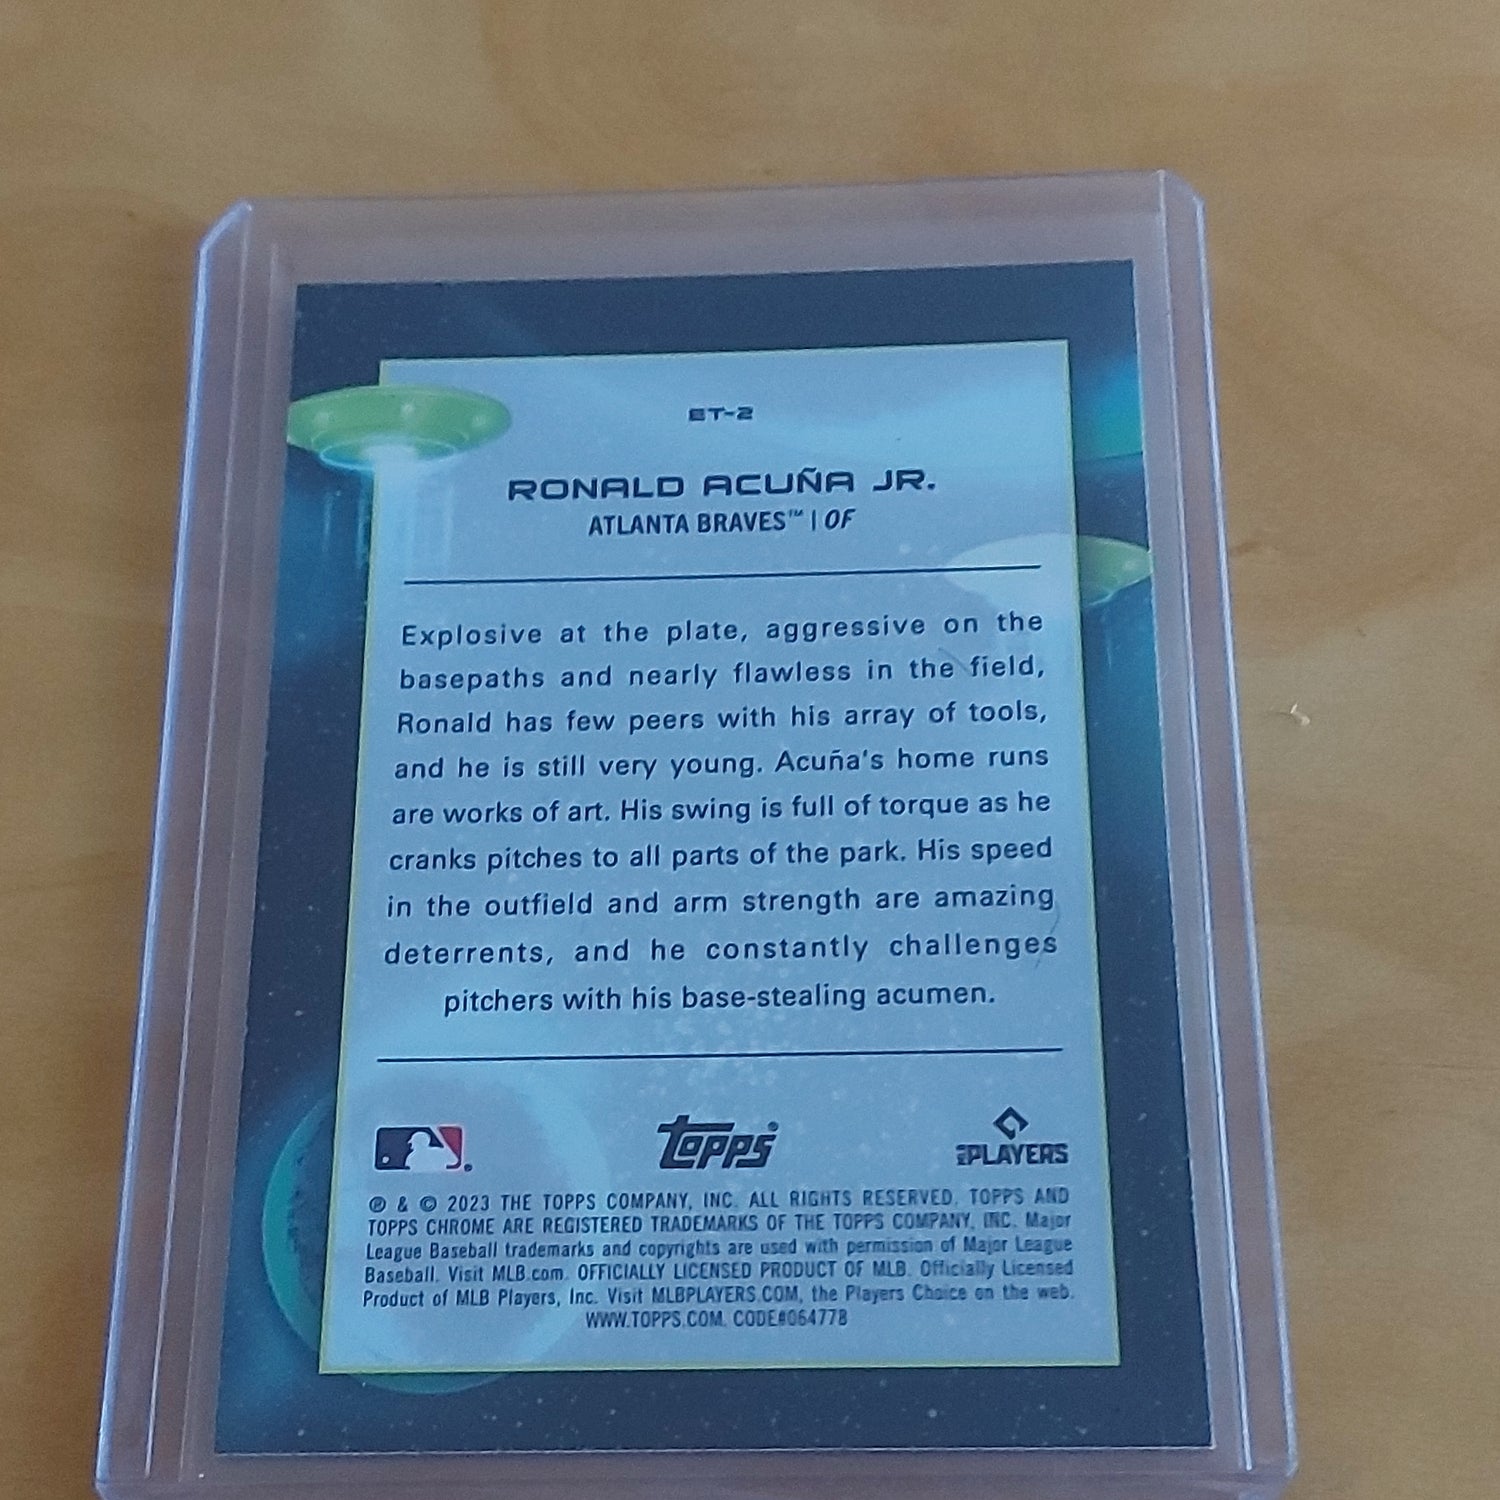 ET-2
RONALD ACUÑA JR.
ATLANTA BRAVES™ | OF
Explosive at the plate, aggressive on the
basepaths and nearly flawless in the field,
Ronald has few peers with his array of tools,
and he is still very young. Acuña's home runs
are works of art. His swing is full of torque as he
cranks pitches to all parts of the park. His speed
in the outfield and arm strength are amazing
deterrents, and he constantly challenges
pitchers with his base-stealing acumen.
topps® PLAYERS
℗ & © 2023 THE TOPPS COMPANY, INC. ALL RIGHTS RESERVED. TOPPS AND
TOPPS CHROME ARE REGISTERED TRADEMARKS OF THE TOPPS COMPANY, INC. Major
League Baseball trademarks and copyrights are used with permission of Major League
Baseball. Visit MLB.com. OFFICIALLY LICENSED PRODUCT OF MLB. Officially Licensed
Product of MLB Players, Inc. Visit MLBPLAYERS.COM, the Players Choice on the web.
WWW.TOPPS.COM. CODE#064778